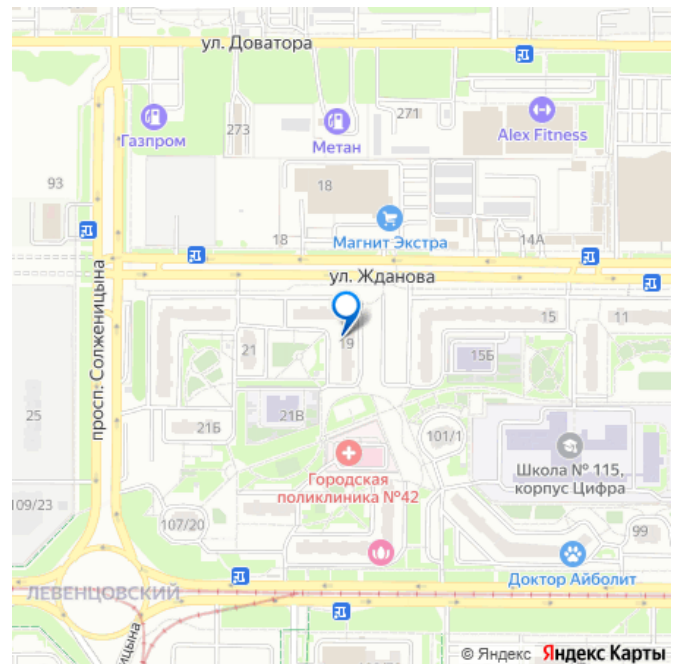 ул. Доватора
Газпром
273
Метан
271
Alex Fitness
93
18
Магнит Экстра
18
14А
ул. Жданова
просп. Солженицына
19
21
15
11
15Б
25
21Б
21В
101/1
Городская
поликлиника №42
Школа № 115,
корпус Цифра
109/23
107/20
99
Доктор Айболит
ЛЕВЕНЦОВСКИЙ
© Яндекс Яндекс Карты